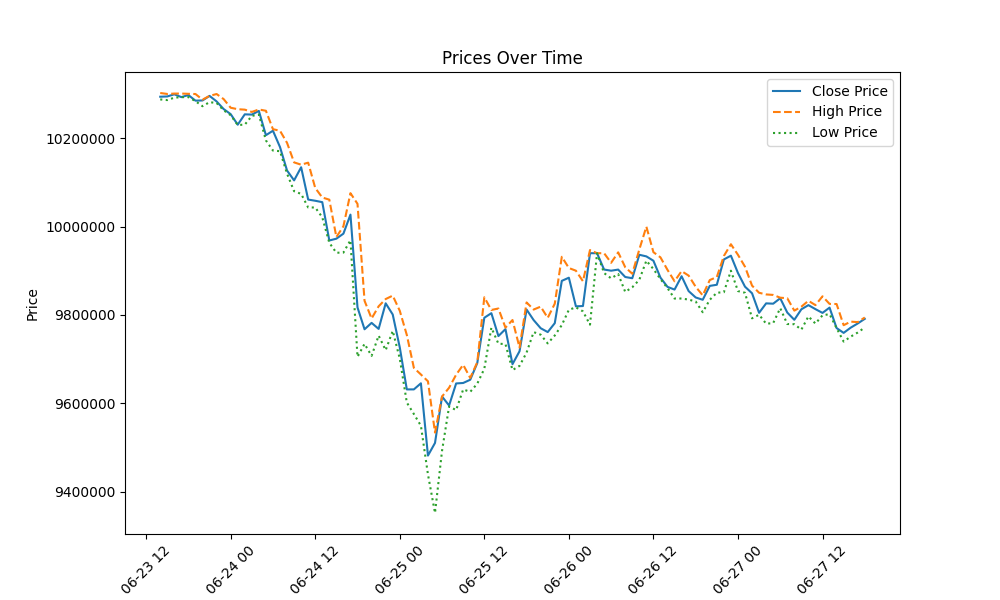 Prices Over Time
Close Price
High Price
Low Price
Price
10200000
10000000
9800000
9600000
9400000
06-23 12
06-24 00
06-24 12
06-25 00
06-25 12
06-26 00
06-26 12
06-27 00
06-27 12